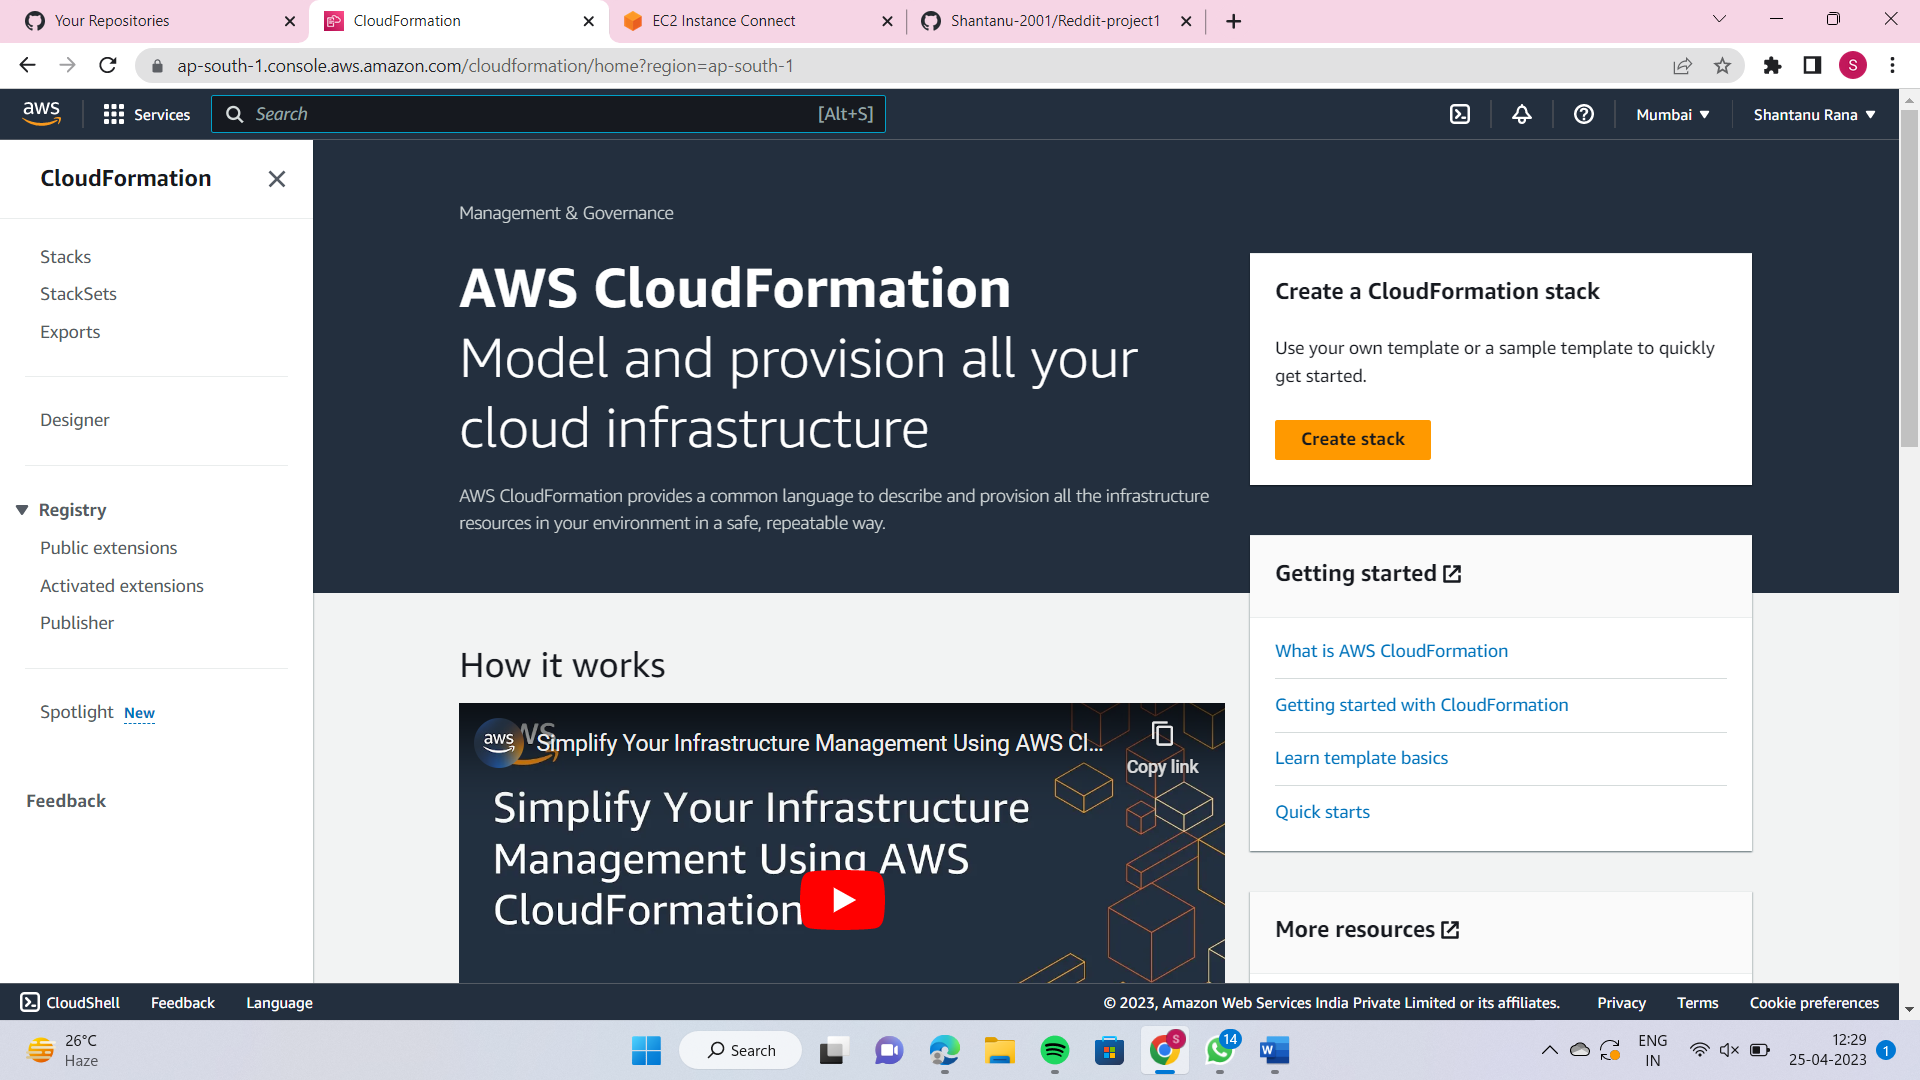 Your Repositories
CloudFormation
EC2 Instance Connect
Shantanu-2001/Reddit-project1
ap-south-1.console.aws.amazon.com/cloudformation/home?region=ap-south-1
S
aws
Services
Search
[Alt+S]
Mumbai
Shantanu Rana
CloudFormation
Stacks
StackSets
Exports
Designer
Registry
Public extensions
Activated extensions
Publisher
Spotlight New
Feedback
Management & Governance
AWS CloudFormation
Model and provision all your
cloud infrastructure
AWS CloudFormation provides a common language to describe and provision all the infrastructure
resources in your environment in a safe, repeatable way.
Create a CloudFormation stack
Use your own template or a sample template to quickly
get started.
Create stack
Getting started
What is AWS CloudFormation
Getting started with CloudFormation
Learn template basics
Quick starts
More resources
How it works
aws
Simplify Your Infrastructure Management Using AWS Cl...
Copy link
Simplify Your Infrastructure
Management Using AWS
CloudFormation
CloudShell
Feedback
Language
© 2023, Amazon Web Services India Private Limited or its affiliates.
Privacy
Terms
Cookie preferences
26°C
Haze
Search
S
14
W
ENG
IN
12:29
25-04-2023
1